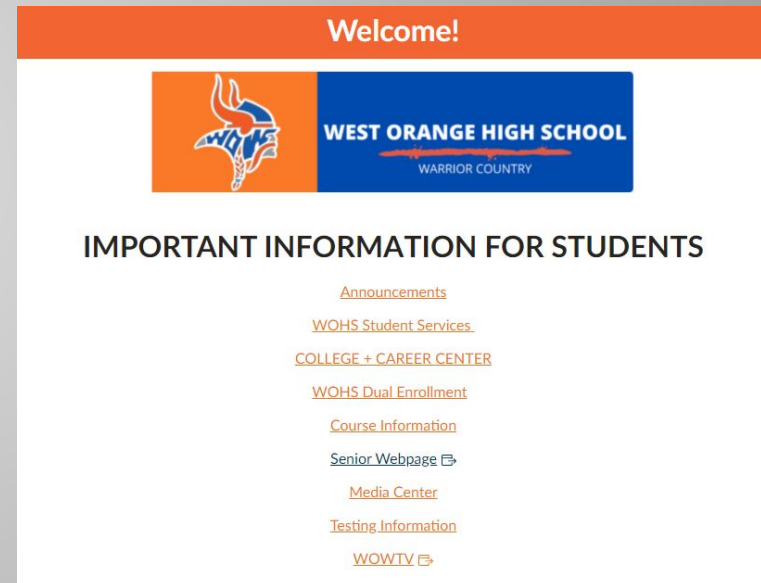 Welcome!
WOHS
WEST ORANGE HIGH SCHOOL
WARRIOR COUNTRY
IMPORTANT INFORMATION FOR STUDENTS
Announcements
WOHS Student Services
COLLEGE + CAREER CENTER
WOHS Dual Enrollment
Course Information
Senior Webpage
Media Center
Testing Information
WOWTV